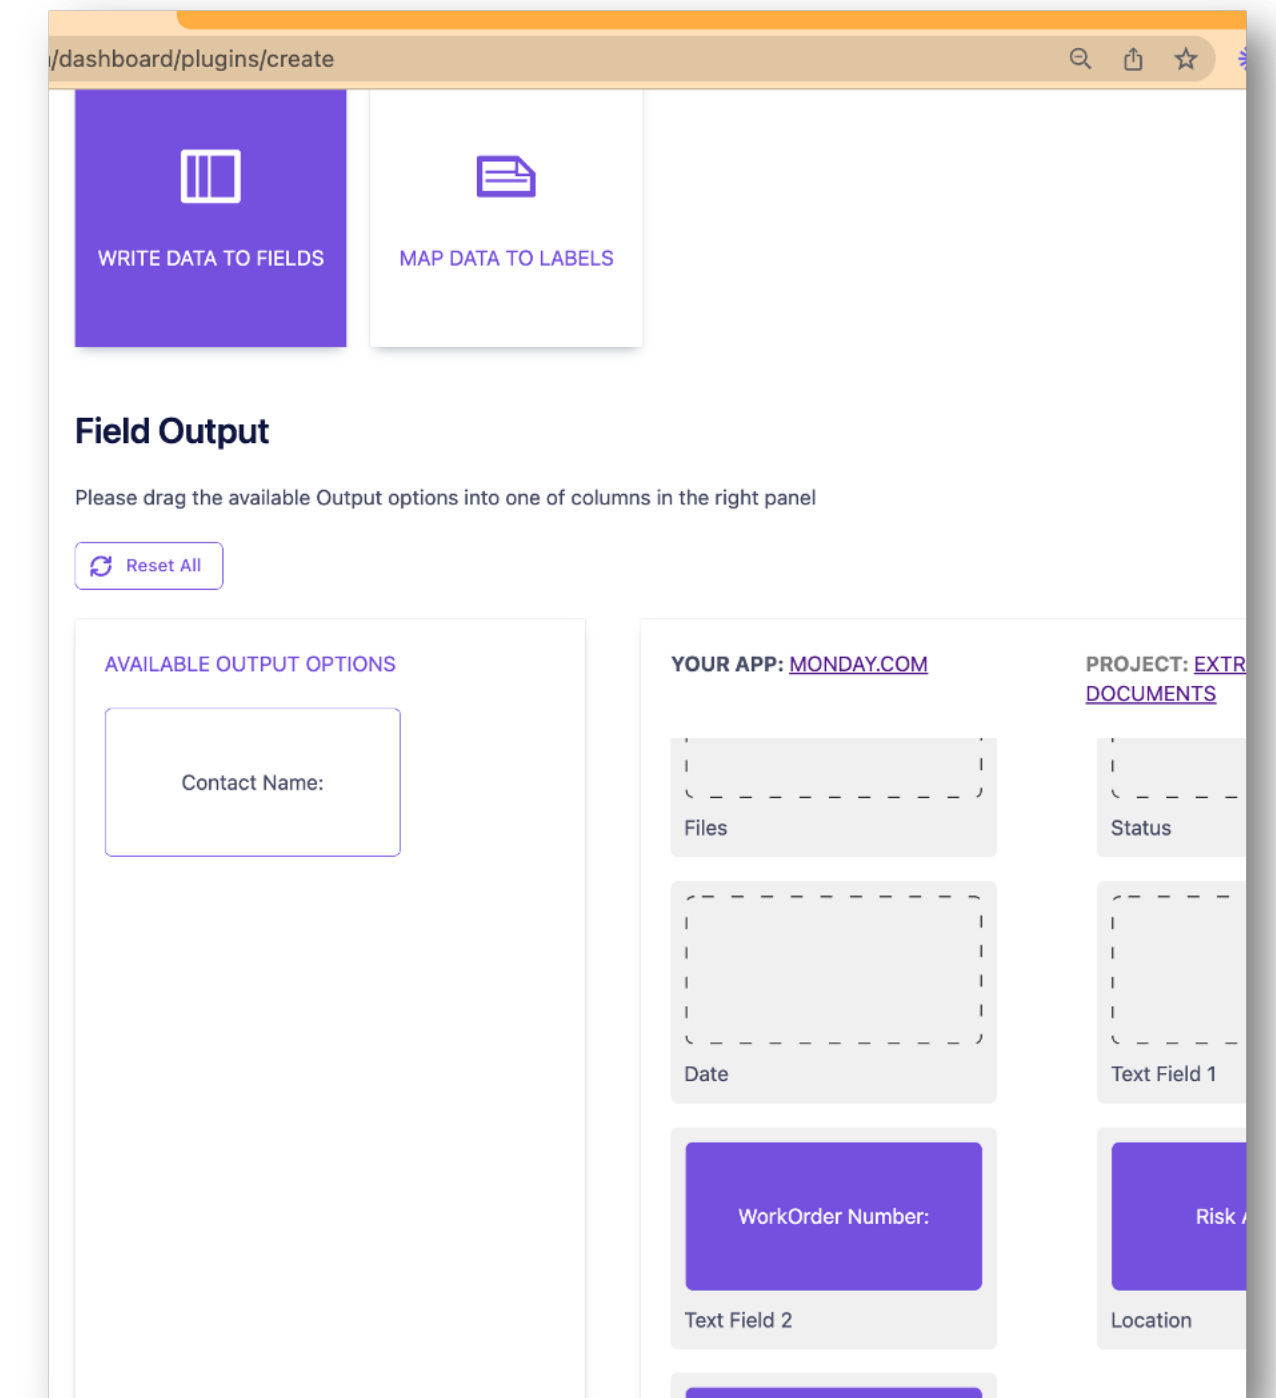 /dashboard/plugins/create
WRITE DATA TO FIELDS
MAP DATA TO LABELS
Field Output
Please drag the available Output options into one of columns in the right panel
Reset All
AVAILABLE OUTPUT OPTIONS
Contact Name:
YOUR APP: MONDAY.COM
PROJECT: EXTR
DOCUMENTS
Files
Status
Date
Text Field 1
WorkOrder Number:
Risk
Text Field 2
Location